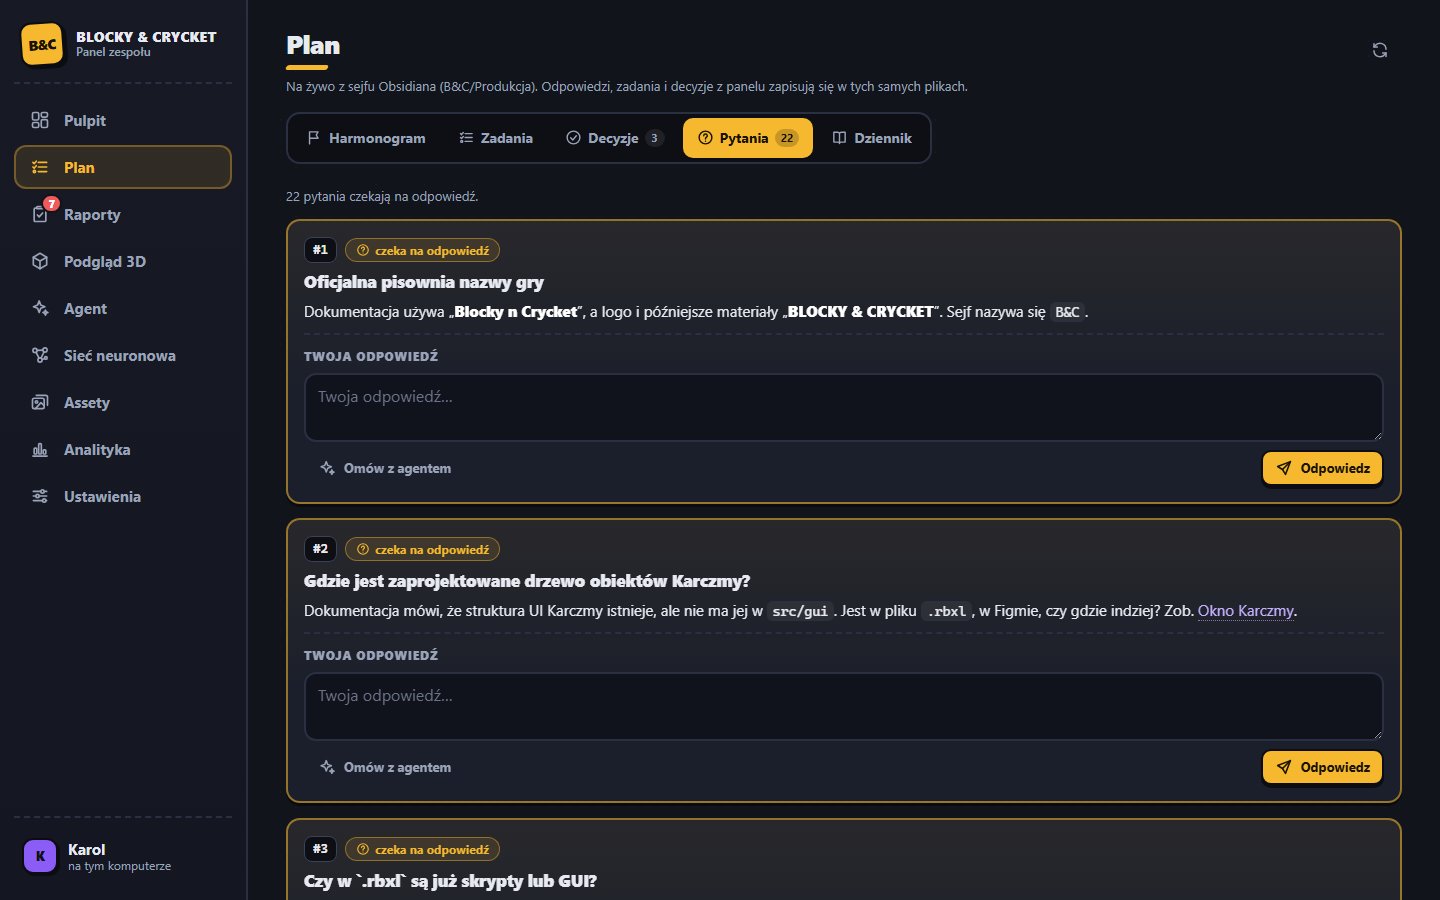 B&C
BLOCKY & CRYCKET
Panel zespołu
Pulpit
Plan
7
Raporty
Podgląd 3D
Agent
Sieć neuronowa
Assety
Analityka
Ustawienia
K
Karol
na tym komputerze
Plan
Na żywo z sejfu Obsidiana (B&C/Produkcja). Odpowiedzi, zadania i decyzje z panelu zapisują się w tych samych plikach.
Harmonogram Zadania Decyzje 3 Pytania 22 Dziennik
22 pytania czekają na odpowiedź.
#1 czeka na odpowiedź
Oficjalna pisownia nazwy gry
Dokumentacja używa „Blocky n Crycket”, a logo i późniejsze materiały „BLOCKY & CRYCKET”. Sejf nazywa się B&C.
TWOJA ODPOWIEDŹ
Twoja odpowiedź...
Omów z agentem Odpowiedz
#2 czeka na odpowiedź
Gdzie jest zaprojektowane drzewo obiektów Karczmy?
Dokumentacja mówi, że struktura UI Karczmy istnieje, ale nie ma jej w src/gui. Jest w pliku .rbxl, w Figmie, czy gdzie indziej? Zob. Okno Karczmy.
TWOJA ODPOWIEDŹ
Twoja odpowiedź...
Omów z agentem Odpowiedz
#3 czeka na odpowiedź
Czy w `.rbxl` są już skrypty lub GUI?